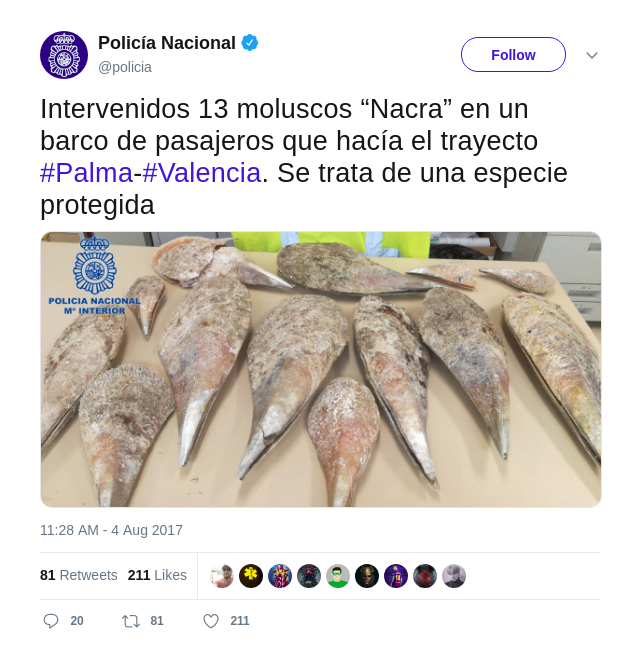 Policía Nacional
@policia
Follow
Intervenidos 13 moluscos “Nacra” en un
barco de pasajeros que hacía el trayecto
#Palma-#Valencia. Se trata de una especie
protegida
POLICIA NACIONAL
Mº INTERIOR
11:28 AM - 4 Aug 2017
81 Retweets 211 Likes
20 81 211